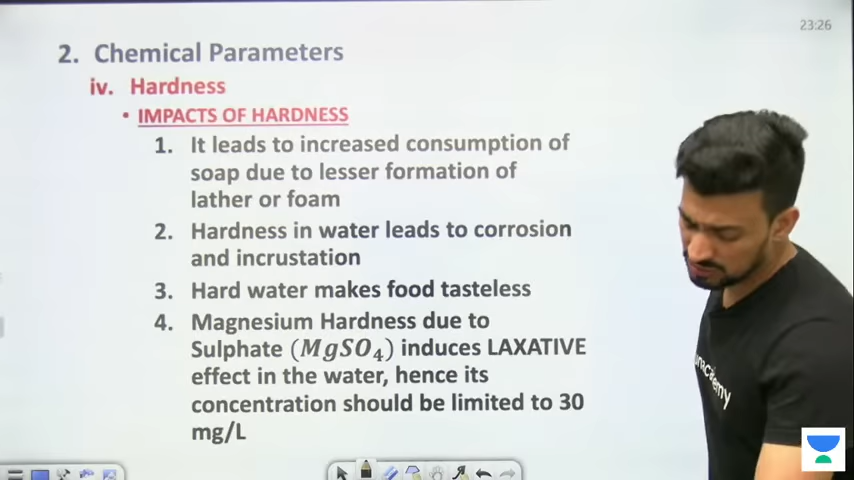 23:26
2. Chemical Parameters
iv. Hardness
• IMPACTS OF HARDNESS
1. It leads to increased consumption of
soap due to lesser formation of
lather or foam
2. Hardness in water leads to corrosion
and incrustation
3. Hard water makes food tasteless
4. Magnesium Hardness due to
Sulphate (MgSO₄) induces LAXATIVE
effect in the water, hence its
concentration should be limited to 30
mg/L
unacademy